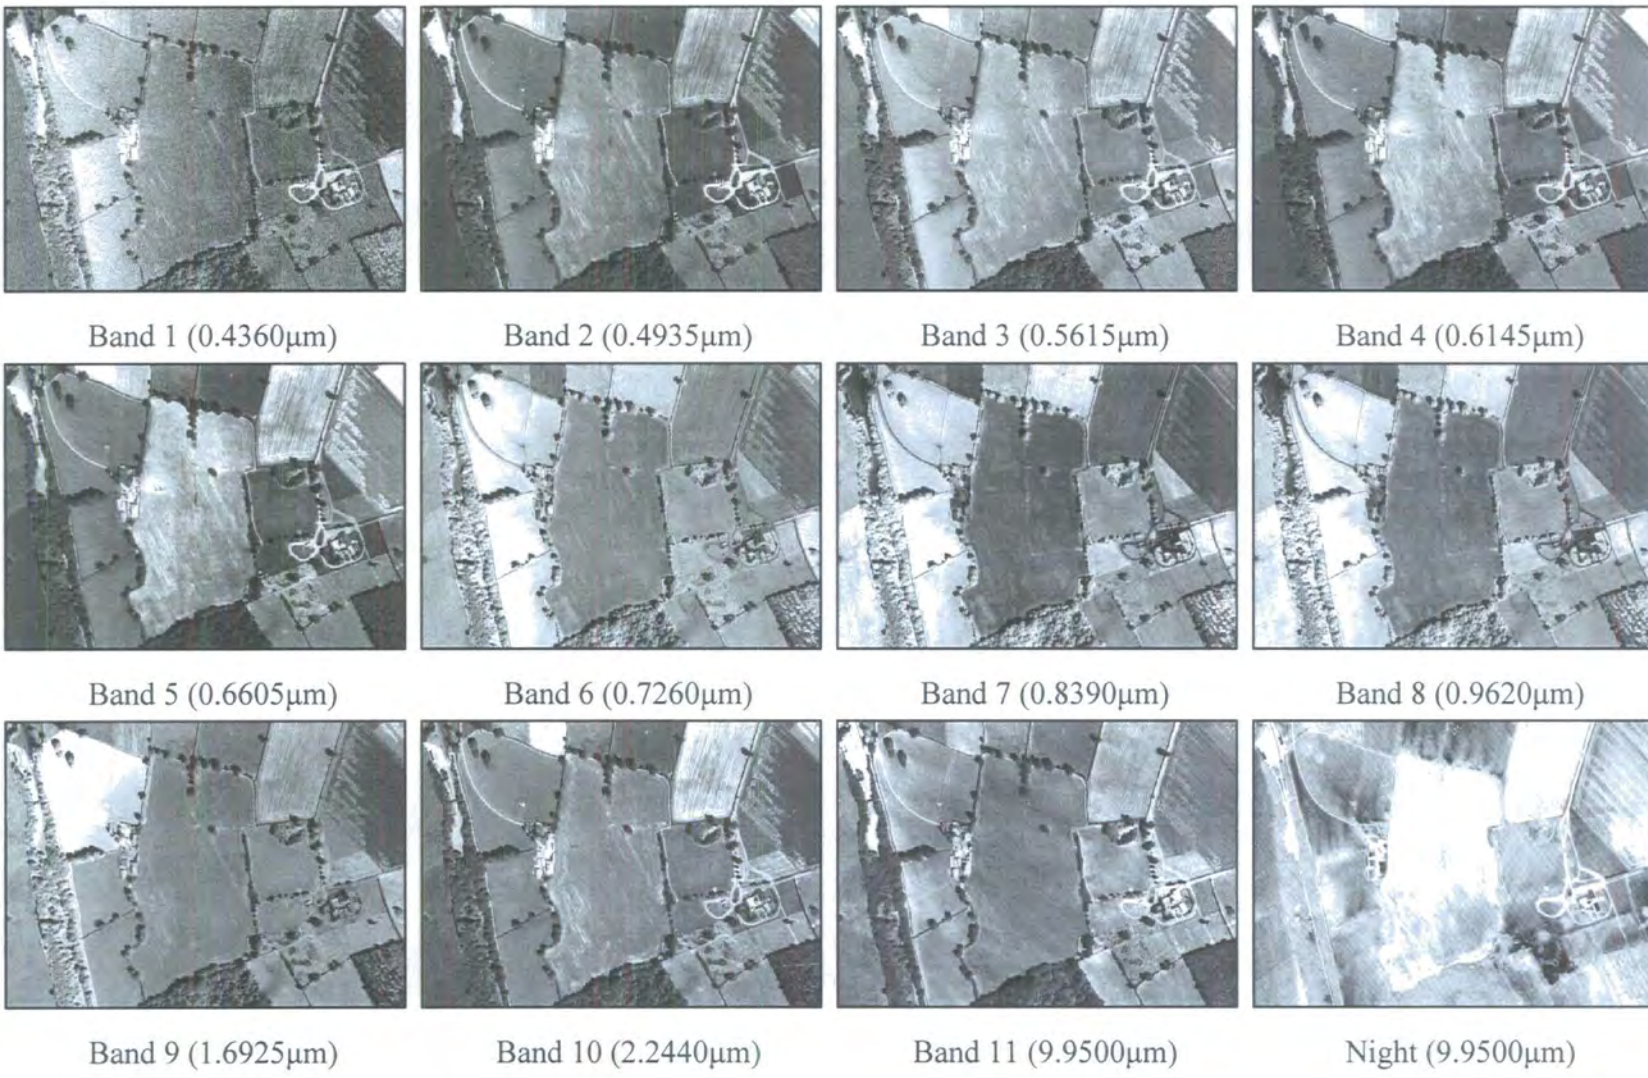 Band 1 (0.4360µm) Band 2 (0.4935µm) Band 3 (0.5615µm) Band 4 (0.6145µm)
Band 5 (0.6605µm) Band 6 (0.7260µm) Band 7 (0.8390µm) Band 8 (0.9620µm)
Band 9 (1.6925µm) Band 10 (2.2440µm) Band 11 (9.9500µm) Night (9.9500µm)